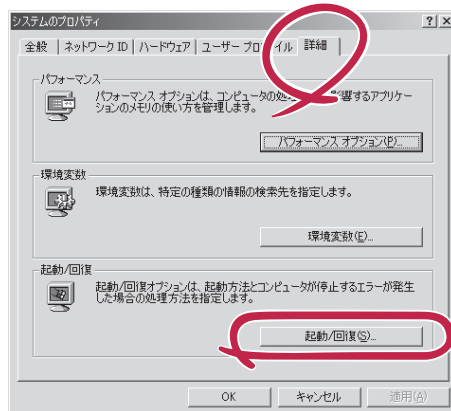 システムのプロパティ
全般 ネットワーク ID ハードウェア ユーザー プロ イル 詳細
パフォーマンス
パフォーマンス オプションは、コンピュータの処 響するアプリケー
ションのメモリの使い方を管理します。
パフォーマンス オプション(P)...
環境変数
環境変数は、特定の種類の情報の検索先を指定します。
環境変数(E)...
起動/回復
起動/回復オプションは、起動方法とコンピュータが停止するエラーが発生
した場合の処理方法を指定します。
起動/回復(S)...
OK キャンセル 適用(A)